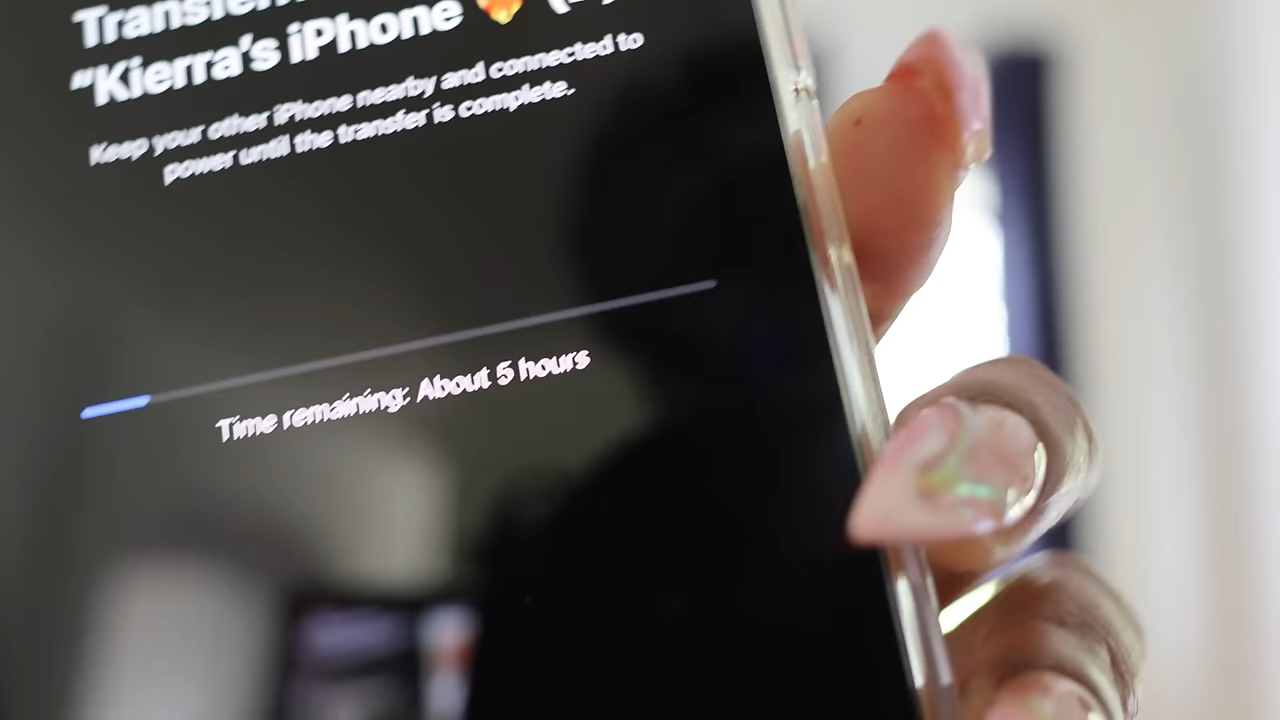 "Kierra's iPhone ❤️‍🔥
Keep your other iPhone nearby and connected to
power until the transfer is complete.
Time remaining: About 5 hours